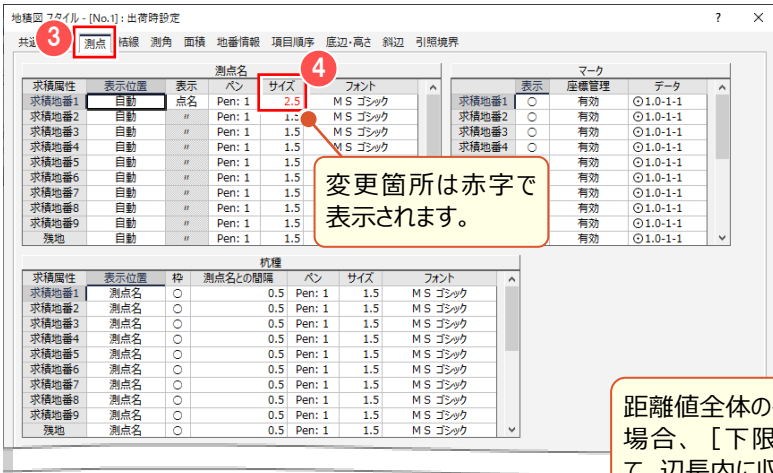 地積図 スタイル - [No.1] : 出荷時設定 ? ×
3 測点 結線 測角 面積 地番情報 項目順序 底辺・高さ 斜辺 引照境界
4
測点名
求積属性 表示位置 表示 ペン サイズ フォント
求積地番1 自動 点名 Pen: 1 2.5 ＭＳ ゴシック
求積地番2 自動 〃 Pen: 1 1.5 ＭＳ ゴシック
求積地番3 自動 〃 Pen: 1 1.5 ＭＳ ゴシック
求積地番4 自動 〃 Pen: 1 1.5 ＭＳ ゴシック
求積地番5 自動 〃 Pen: 1 1.5
求積地番6 自動 〃 Pen: 1 1.5
求積地番7 自動 〃 Pen: 1 1.5
求積地番8 自動 〃 Pen: 1 1.5
求積地番9 自動 〃 Pen: 1 1.5
残地 自動 〃 Pen: 1 1.5
マーク
表示 座標管理 データ
求積地番1 ○ 有効 ⊙1.0-1-1
求積地番2 ○ 有効 ⊙1.0-1-1
求積地番3 ○ 有効 ⊙1.0-1-1
求積地番4 ○ 有効 ⊙1.0-1-1
有効 ⊙1.0-1-1
有効 ⊙1.0-1-1
有効 ⊙1.0-1-1
有効 ⊙1.0-1-1
有効 ⊙1.0-1-1
有効 ⊙1.0-1-1
変更箇所は赤字で
表示されます。
杭種
求積属性 表示位置 枠 測点名との間隔 ペン サイズ フォント
求積地番1 測点名 ○ 0.5 Pen: 1 1.5 ＭＳ ゴシック
求積地番2 測点名 ○ 0.5 Pen: 1 1.5 ＭＳ ゴシック
求積地番3 測点名 ○ 0.5 Pen: 1 1.5 ＭＳ ゴシック
求積地番4 測点名 ○ 0.5 Pen: 1 1.5 ＭＳ ゴシック
求積地番5 測点名 ○ 0.5 Pen: 1 1.5 ＭＳ ゴシック
求積地番6 測点名 ○ 0.5 Pen: 1 1.5 ＭＳ ゴシック
求積地番7 測点名 ○ 0.5 Pen: 1 1.5 ＭＳ ゴシック
求積地番8 測点名 ○ 0.5 Pen: 1 1.5 ＭＳ ゴシック
求積地番9 測点名 ○ 0.5 Pen: 1 1.5 ＭＳ ゴシック
残地 測点名 ○ 0.5 Pen: 1 1.5 ＭＳ ゴシック
距離値全体の
場合、［下限